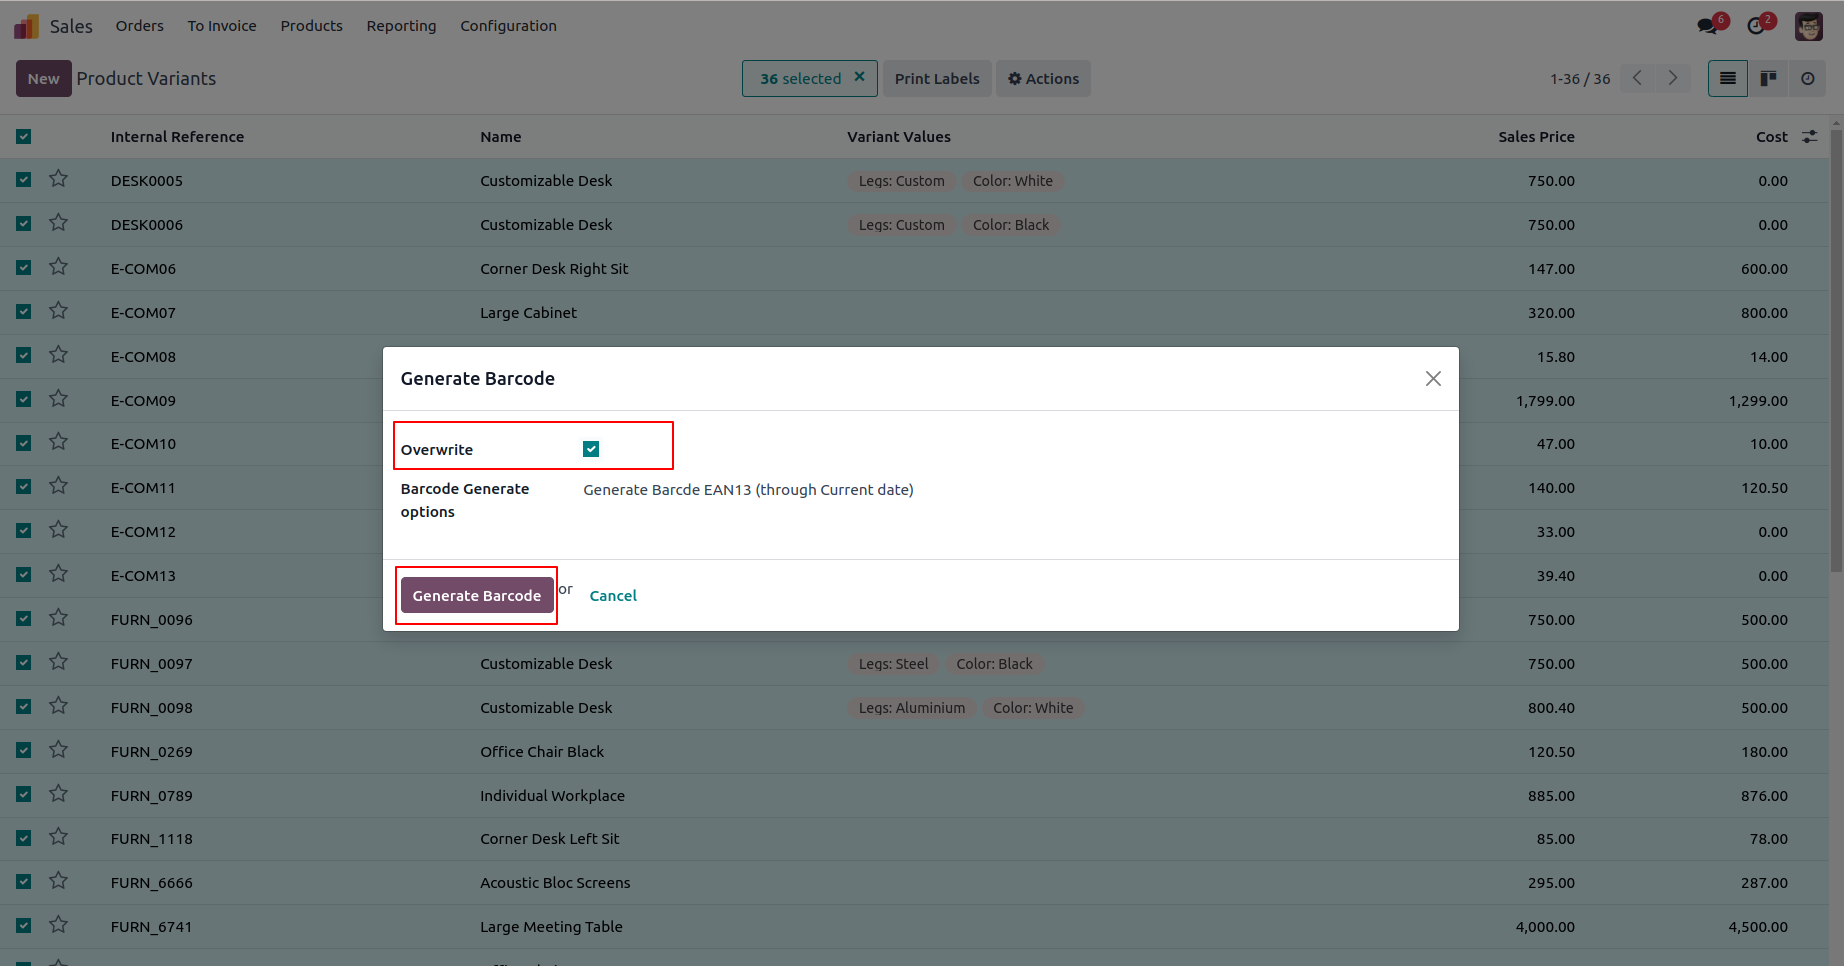 Sales Orders To Invoice Products Reporting Configuration 6 2
New Product Variants 36 selected × Print Labels Actions 1-36 / 36
Internal Reference Name Variant Values Sales Price Cost
DESK0005 Customizable Desk Legs: Custom Color: White 750.00 0.00
DESK0006 Customizable Desk Legs: Custom Color: Black 750.00 0.00
E-COM06 Corner Desk Right Sit 147.00 600.00
E-COM07 Large Cabinet 320.00 800.00
E-COM08 15.80 14.00
E-COM09 1,799.00 1,299.00
E-COM10 47.00 10.00
E-COM11 140.00 120.50
E-COM12 33.00 0.00
E-COM13 39.40 0.00
FURN_0096 750.00 500.00
Generate Barcode
Overwrite
Barcode Generate options Generate Barcde EAN13 (through Current date)
Generate Barcode or Cancel
FURN_0097 Customizable Desk Legs: Steel Color: Black 750.00 500.00
FURN_0098 Customizable Desk Legs: Aluminium Color: White 800.40 500.00
FURN_0269 Office Chair Black 120.50 180.00
FURN_0789 Individual Workplace 885.00 876.00
FURN_1118 Corner Desk Left Sit 85.00 78.00
FURN_6666 Acoustic Bloc Screens 295.00 287.00
FURN_6741 Large Meeting Table 4,000.00 4,500.00